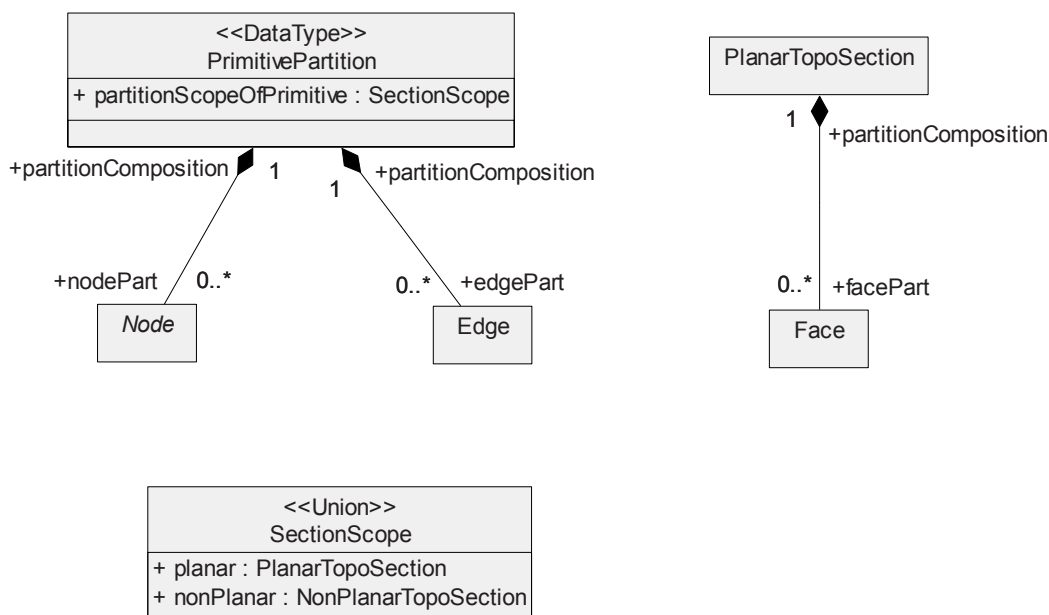 <<DataType>>
PrimitivePartition
+ partitionScopeOfPrimitive : SectionScope
+partitionComposition
1
1
+partitionComposition
+nodePart
0..*
0..*
+edgePart
Node
Edge
PlanarTopoSection
1
+partitionComposition
0..*
+facePart
Face
<<Union>>
SectionScope
+ planar : PlanarTopoSection
+ nonPlanar : NonPlanarTopoSection